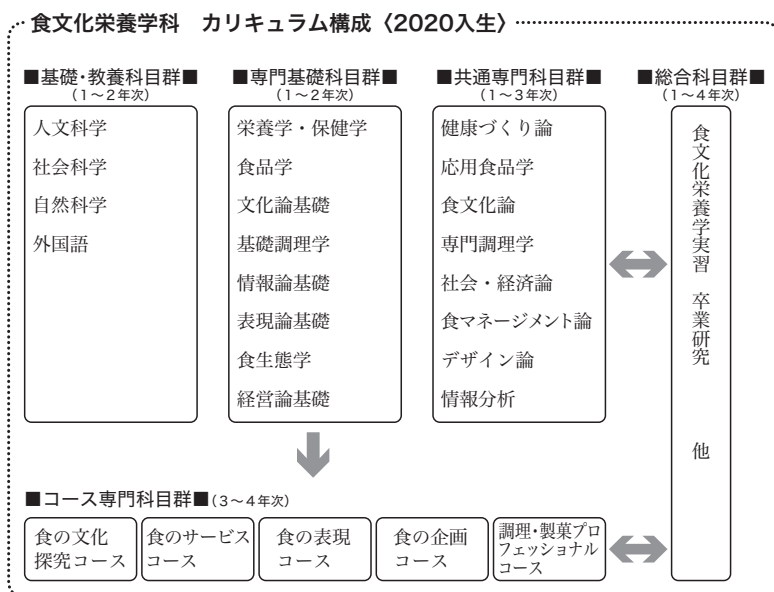 食文化栄養学科 カリキュラム構成〈2020入生〉
■基礎・教養科目群■
(1~2年次)
人文科学
社会科学
自然科学
外国語
■専門基礎科目群■
(1~2年次)
栄養学・保健学
食品学
文化論基礎
基礎調理学
情報論基礎
表現論基礎
食生態学
経営論基礎
■共通専門科目群■
(1~3年次)
健康づくり論
応用食品学
食文化論
専門調理学
社会・経済論
食マネージメント論
デザイン論
情報分析
■総合科目群■
(1~4年次)
食文化栄養学実習 卒業研究 他
■コース専門科目群■(3~4年次)
食の文化
探究コース
食のサービス
コース
食の表現
コース
食の企画
コース
調理・製菓プロ
フェッショナル
コース